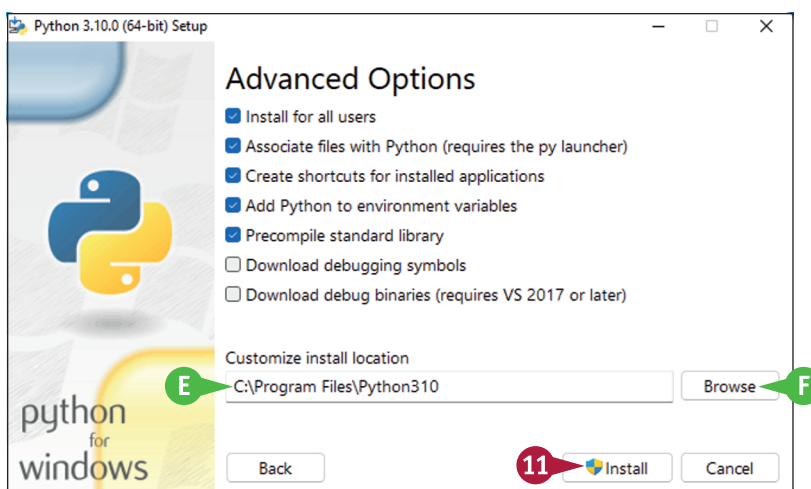 Python 3.10.0 (64-bit) Setup
Advanced Options
Install for all users
Associate files with Python (requires the py launcher)
Create shortcuts for installed applications
Add Python to environment variables
Precompile standard library
Download debugging symbols
Download debug binaries (requires VS 2017 or later)
Customize install location
E C:\Program Files\Python310 Browse F
python
for
windows
Back 11 Install Cancel